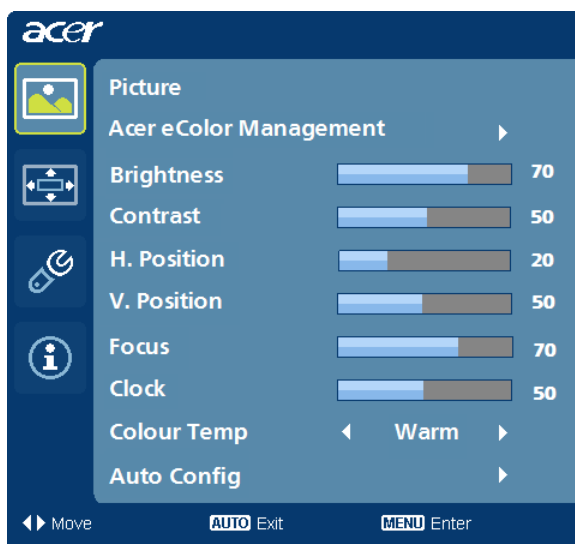 acer
Picture
Acer eColor Management
Brightness 70
Contrast 50
H. Position 20
V. Position 50
Focus 70
Clock 50
Colour Temp Warm
Auto Config
Move AUTO Exit MENU Enter